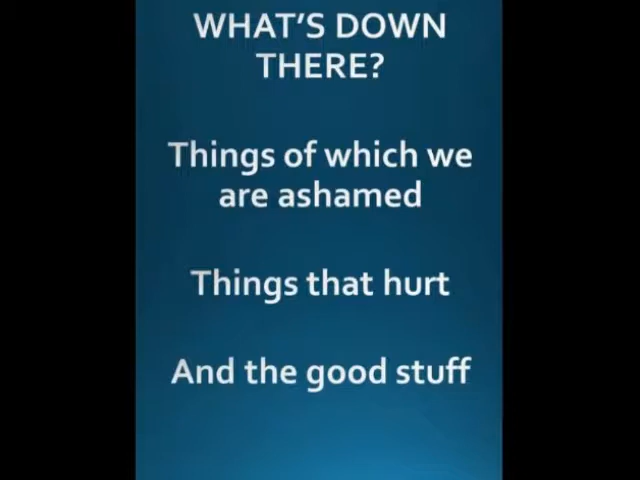 WHAT'S DOWN
THERE?
Things of which we
are ashamed
Things that hurt
And the good stuff